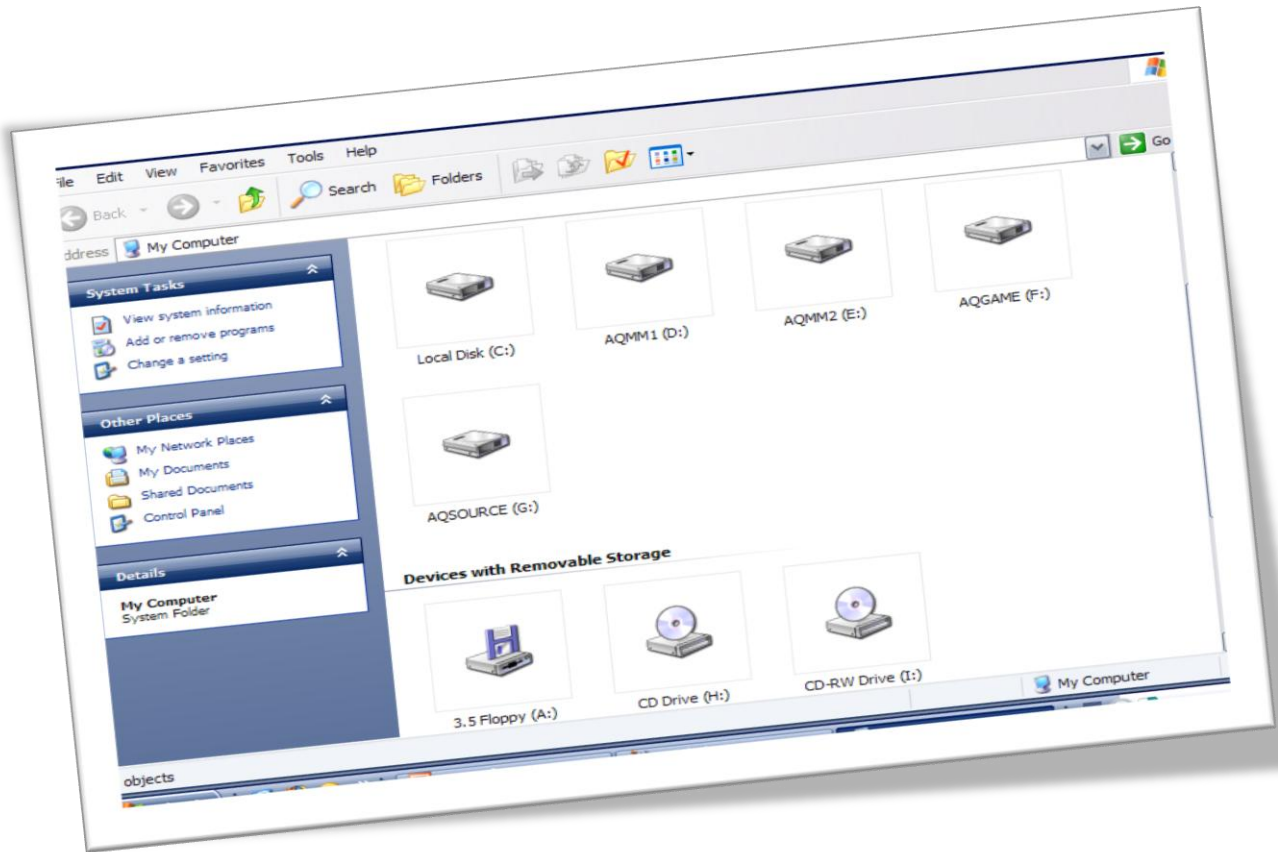 ile Edit View Favorites Tools Help
Back Search Folders
ddress My Computer Go
System Tasks
View system information
Add or remove programs
Change a setting
Other Places
My Network Places
My Documents
Shared Documents
Control Panel
Details
My Computer
System Folder
Local Disk (C:) AQMM1 (D:) AQMM2 (E:) AQGAME (F:)
AQSOURCE (G:)
Devices with Removable Storage
3.5 Floppy (A:) CD Drive (H:) CD-RW Drive (I:)
objects My Computer